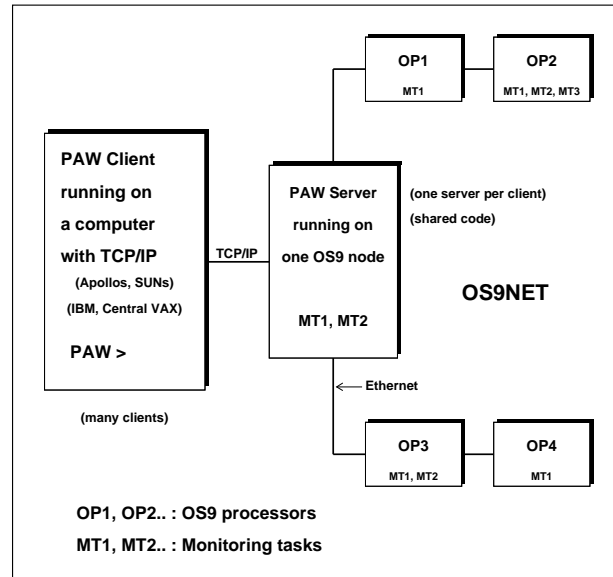 OP1
MT1
OP2
MT1, MT2, MT3
PAW Client
running on
a computer
with TCP/IP
(Apollos, SUNs)
(IBM, Central VAX)
PAW >
(many clients)
TCP/IP
PAW Server
running on
one OS9 node
MT1, MT2
(one server per client)
(shared code)
OS9NET
Ethernet
OP3
MT1, MT2
OP4
MT1
OP1, OP2.. : OS9 processors
MT1, MT2.. : Monitoring tasks